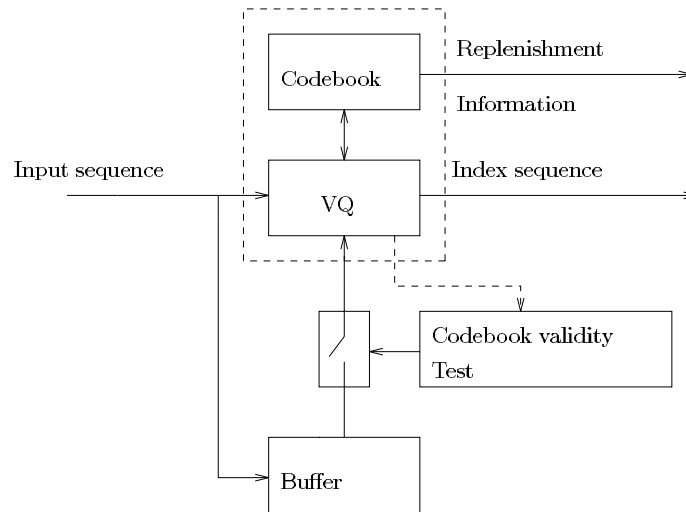 Replenishment
Codebook
Information
Input sequence
Index sequence
VQ
Codebook validity
Test
Buffer